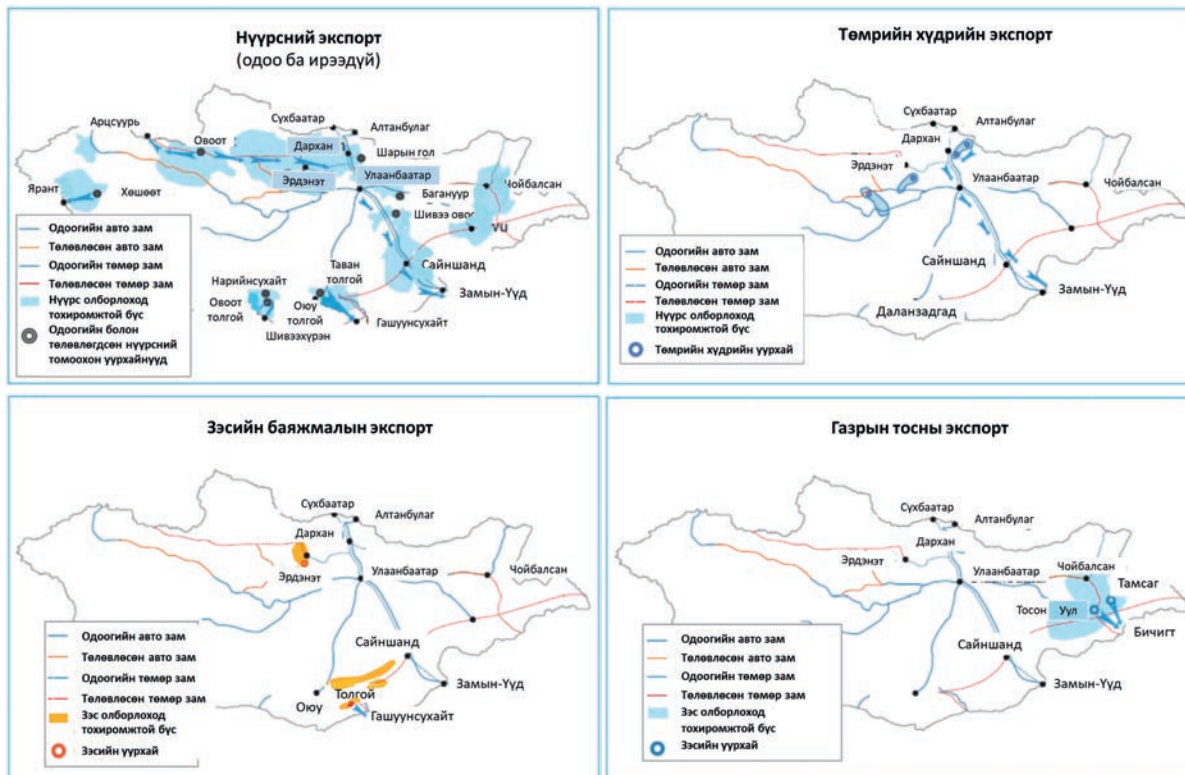 Нүүрсний экспорт
(одоо ба ирээдүй)
Арцсуурь
Сүхбаатар
Алтанбулаг
Овоот
Дархан
Шарын гол
Ярант
Хөшөөт
Эрдэнэт
Улаанбаатар
Багануур
Чойбалсан
Шивээ овоо
Таван
толгой
Сайншанд
Нарийнсухайт
Овоот
толгой
Оюу
толгой
Замын-Үүд
Гашуунсухайт
Шивээхүрэн
Одоогийн авто зам
Төлөвлөсөн авто зам
Одоогийн төмөр зам
Төлөвлөсөн төмөр зам
Нүүрс олборлоход
тохиромжтой бүс
Одоогийн болон
төлөвлөгдсөн нүүрсний
томоохон уурхайнууд
Төмрийн хүдрийн экспорт
Сүхбаатар
Алтанбулаг
Дархан
Эрдэнэт
Улаанбаатар
Чойбалсан
Сайншанд
Замын-Үүд
Даланзадгад
Одоогийн авто зам
Төлөвлөсөн авто зам
Одоогийн төмөр зам
Төлөвлөсөн төмөр зам
Нүүрс олборлоход
тохиромжтой бүс
Төмрийн хүдрийн уурхай
Зэсийн баяжмалын экспорт
Сүхбаатар
Алтанбулаг
Дархан
Эрдэнэт
Улаанбаатар
Чойбалсан
Сайншанд
Толгой
Оюу
Замын-Үүд
Гашуунсухайт
Одоогийн авто зам
Төлөвлөсөн авто зам
Одоогийн төмөр зам
Төлөвлөсөн төмөр зам
Зэс олборлоход
тохиромжтой бүс
Зэсийн уурхай
Газрын тосны экспорт
Сүхбаатар
Алтанбулаг
Дархан
Эрдэнэт
Улаанбаатар
Чойбалсан
Тамсаг
Тосон Уул
Бичигт
Сайншанд
Замын-Үүд
Одоогийн авто зам
Төлөвлөсөн авто зам
Одоогийн төмөр зам
Төлөвлөсөн төмөр зам
Зэс олборлоход
тохиромжтой бүс
Зэсийн уурхай